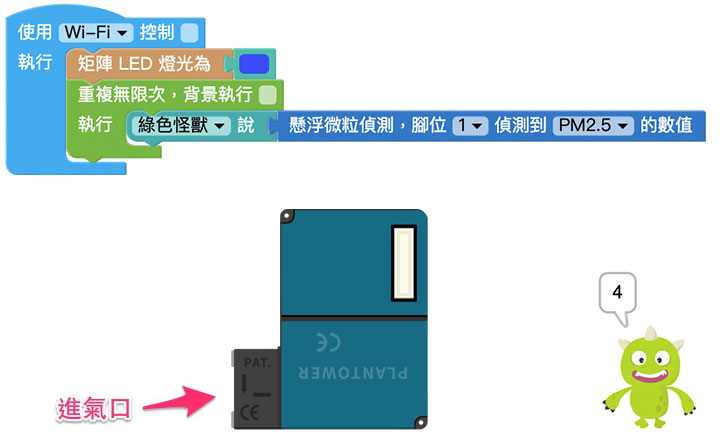 使用 Wi-Fi 控制
執行 矩陣 LED 燈光為
重複無限次，背景執行
執行 綠色怪獸 說 懸浮微粒偵測，腳位 1 偵測到 PM2.5 的數值
4
CE
PLANTOWER
PAT.
CE
進氣口